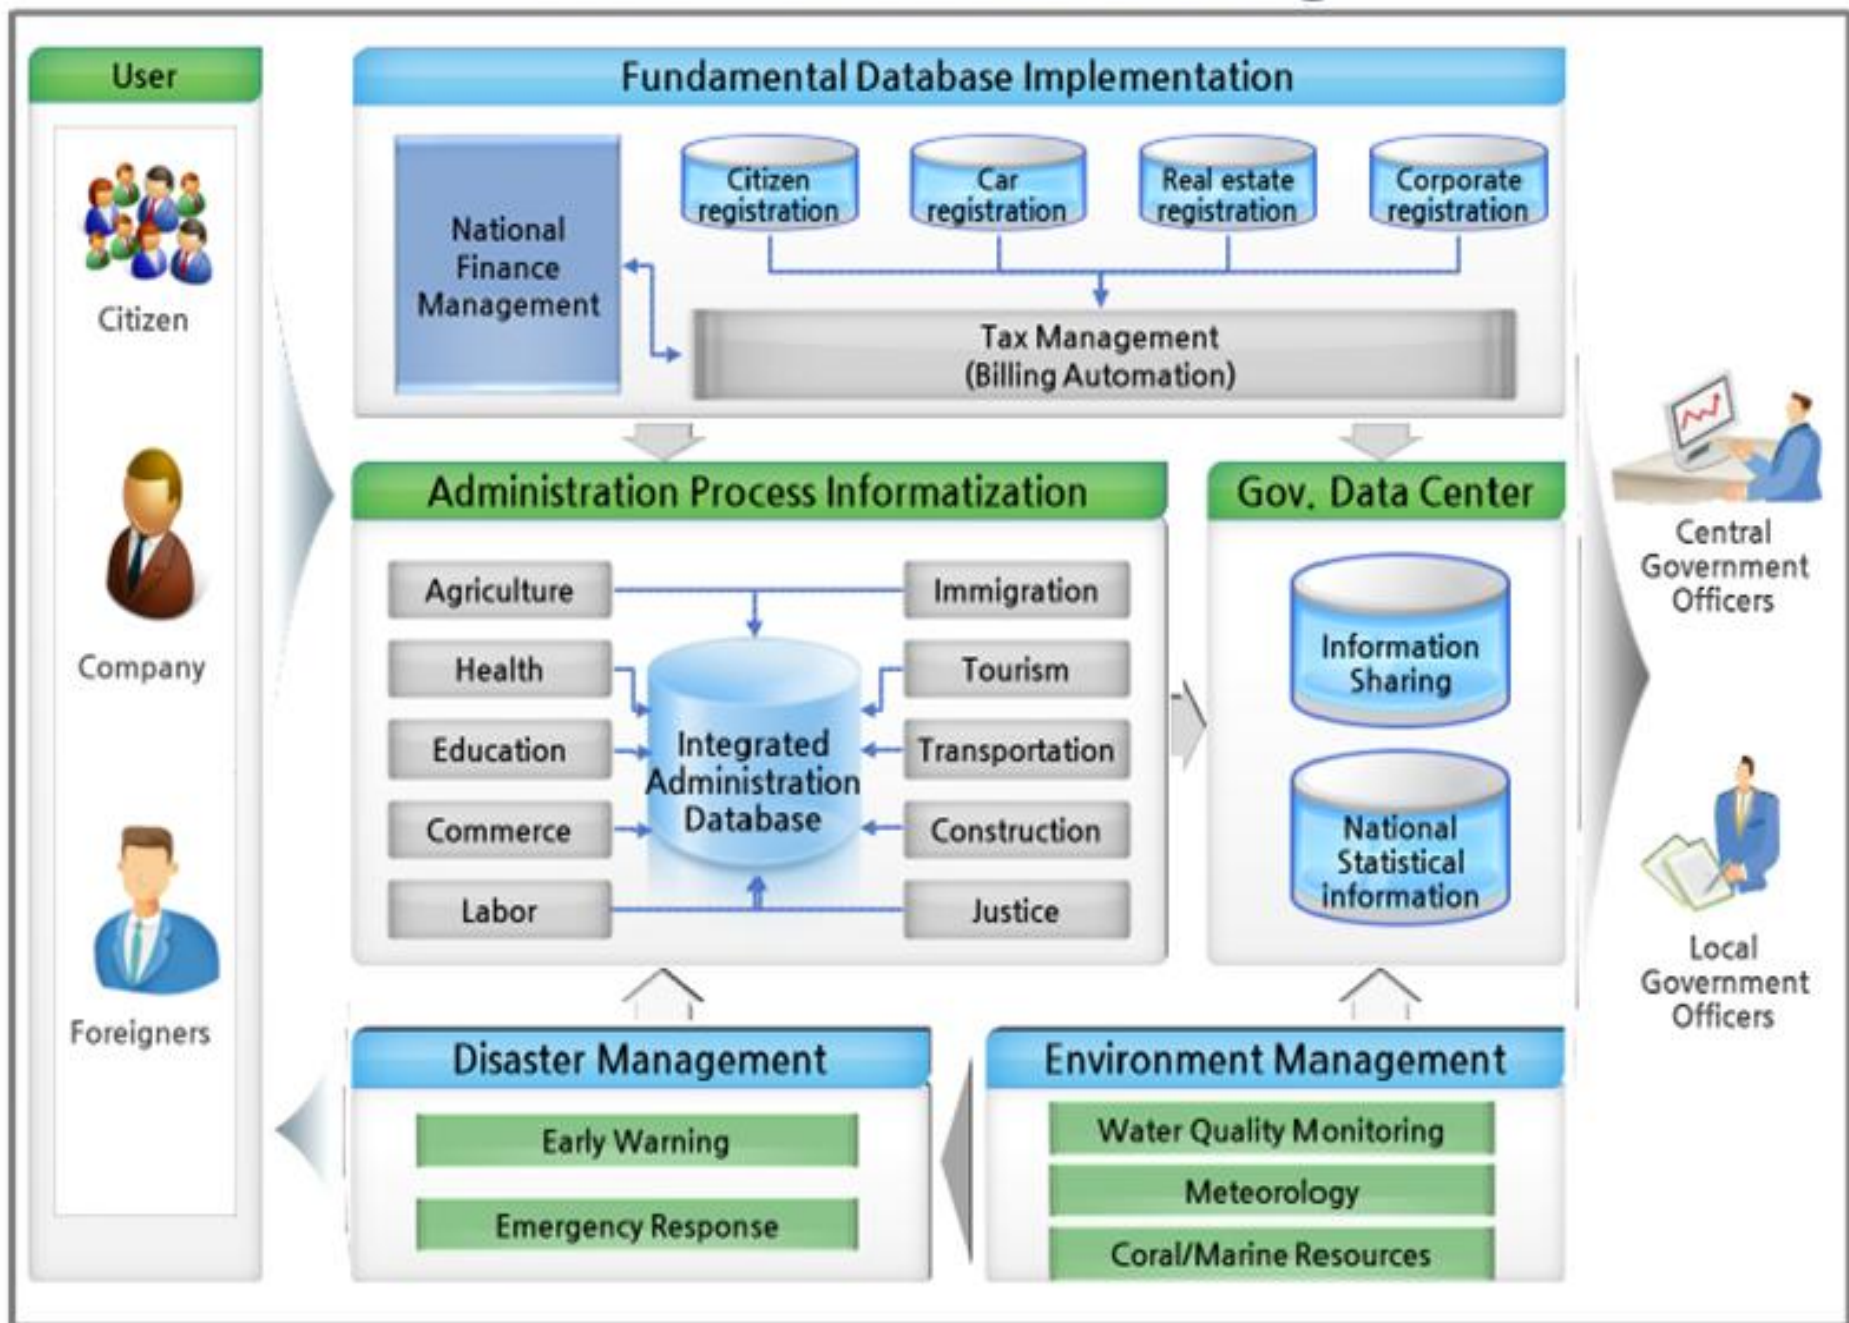 User
Citizen
Company
Foreigners
Fundamental Database Implementation
National
Finance
Management
Citizen
registration
Car
registration
Real estate
registration
Corporate
registration
Tax Management
(Billing Automation)
Administration Process Informatization
Agriculture
Health
Education
Commerce
Labor
Integrated
Administration
Database
Immigration
Tourism
Transportation
Construction
Justice
Gov. Data Center
Information
Sharing
National
Statistical
information
Disaster Management
Early Warning
Emergency Response
Environment Management
Water Quality Monitoring
Meteorology
Coral/Marine Resources
Central
Government
Officers
Local
Government
Officers